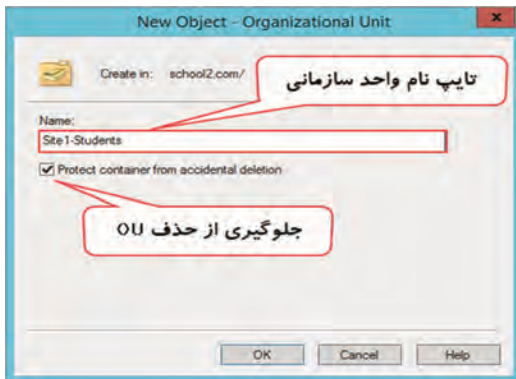 New Object - Organizational Unit
x
Create in: school2.com/
تایپ نام واحد سازمانی
Name:
Site1-Students
Protect container from accidental deletion
جلوگیری از حذف OU
OK
Cancel
Help